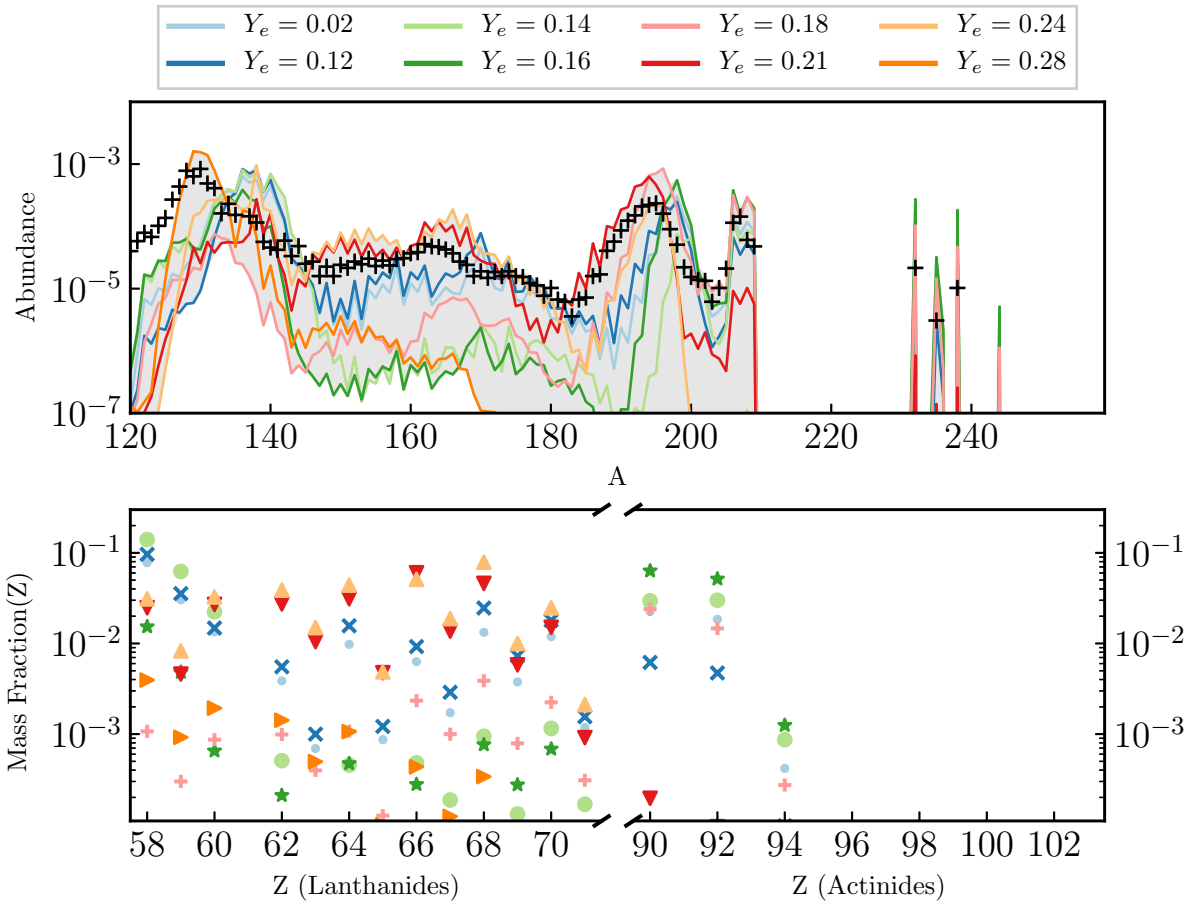 Y_e = 0.02 Y_e = 0.14 Y_e = 0.18 Y_e = 0.24
Y_e = 0.12 Y_e = 0.16 Y_e = 0.21 Y_e = 0.28
Abundance
10^{-3}
10^{-5}
10^{-7}
120 140 160 180 200 220 240
A
Mass Fraction(Z)
10^{-1} 10^{-1}
10^{-2} 10^{-2}
10^{-3} 10^{-3}
58 60 62 64 66 68 70 90 92 94 96 98 100 102
Z (Lanthanides) Z (Actinides)